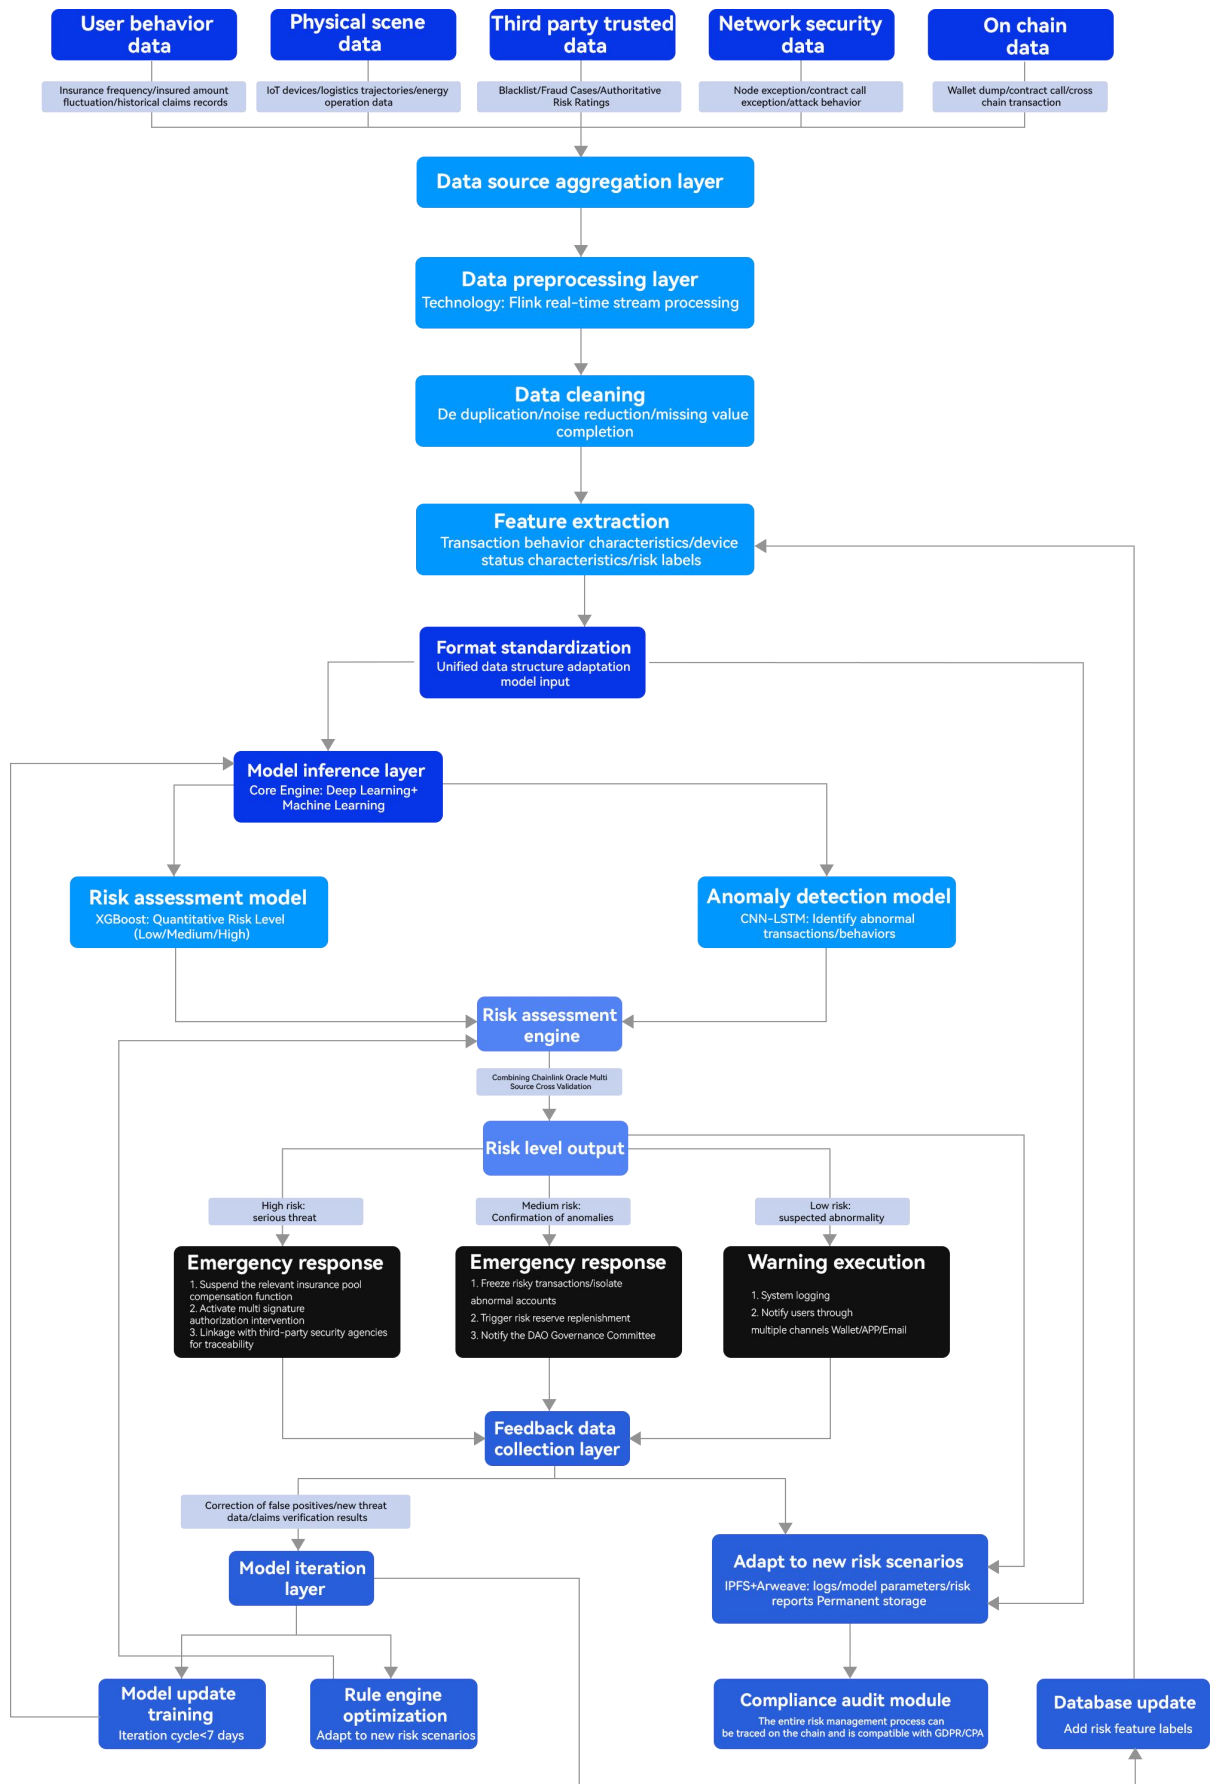 User behavior
data
Physical scene
data
Third party trusted
data
Network security
data
On chain
data
Insurance frequency/insured amount
fluctuation/historical claims records
IoT devices/logistics trajectories/energy
operation data
Blacklist/Fraud Cases/Authoritative
Risk Ratings
Node exception/contract call
exception/attack behavior
Wallet dump/contract call/cross
chain transaction
Data source aggregation layer
Data preprocessing layer
Technology: Flink real-time stream processing
Data cleaning
De duplication/noise reduction/missing value
completion
Feature extraction
Transaction behavior characteristics/device
status characteristics/risk labels
Format standardization
Unified data structure adaptation
model input
Model inference layer
Core Engine: Deep Learning+
Machine Learning
Risk assessment model
XGBoost: Quantitative Risk Level
(Low/Medium/High)
Anomaly detection model
CNN-LSTM: Identify abnormal
transactions/behaviors
Risk assessment
engine
Combining Chainlink Oracle Multi
Source Cross Validation
Risk level output
High risk:
serious threat
Medium risk:
Confirmation of anomalies
Low risk:
suspected abnormality
Emergency response
1. Suspend the relevant insurance pool
compensation function
2. Activate multi signature
authorization intervention
3. Linkage with third-party security agencies
for traceability
Emergency response
1. Freeze risky transactions/isolate
abnormal accounts
2. Trigger risk reserve replenishment
3. Notify the DAO Governance Committee
Warning execution
1. System logging
2. Notify users through
multiple channels Wallet/APP/Email
Feedback data
collection layer
Correction of false positives/new threat
data/claims verification results
Model iteration
layer
Adapt to new risk scenarios
IPFS+Arweave: logs/model parameters/risk
reports Permanent storage
Model update
training
Iteration cycle<7 days
Rule engine
optimization
Adapt to new risk scenarios
Compliance audit module
The entire risk management process can
be traced on the chain and is compatible with GDPR/CPA
Database update
Add risk feature labels